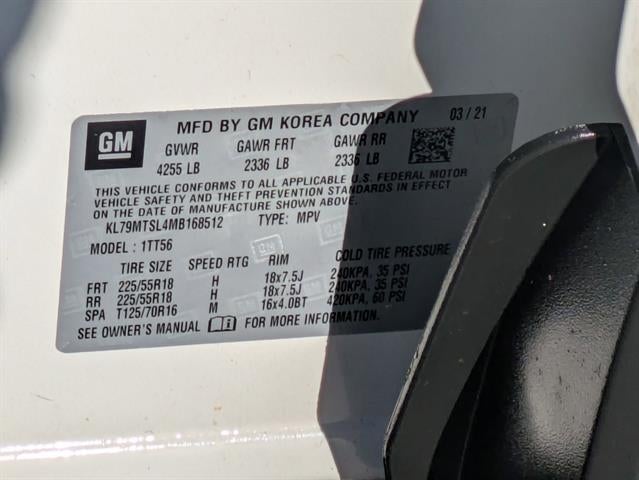 GM
MFD BY GM KOREA COMPANY 03/21
GVWR GAWR FRT GAWR RR
4255 LB 2336 LB 2336 LB
THIS VEHICLE CONFORMS TO ALL APPLICABLE U.S. FEDERAL MOTOR
VEHICLE SAFETY AND THEFT PREVENTION STANDARDS IN EFFECT
ON THE DATE OF MANUFACTURE SHOWN ABOVE.
KL79MTSL4MB168512 TYPE: MPV
MODEL : 1TT56
TIRE SIZE SPEED RTG RIM COLD TIRE PRESSURE
FRT 225/55R18 H 18x7.5J 240KPA, 35 PSI
RR 225/55R18 H 18x7.5J 240KPA, 35 PSI
SPA T125/70R16 M 16x4.0BT 420KPA, 60 PSI
SEE OWNER'S MANUAL FOR MORE INFORMATION.